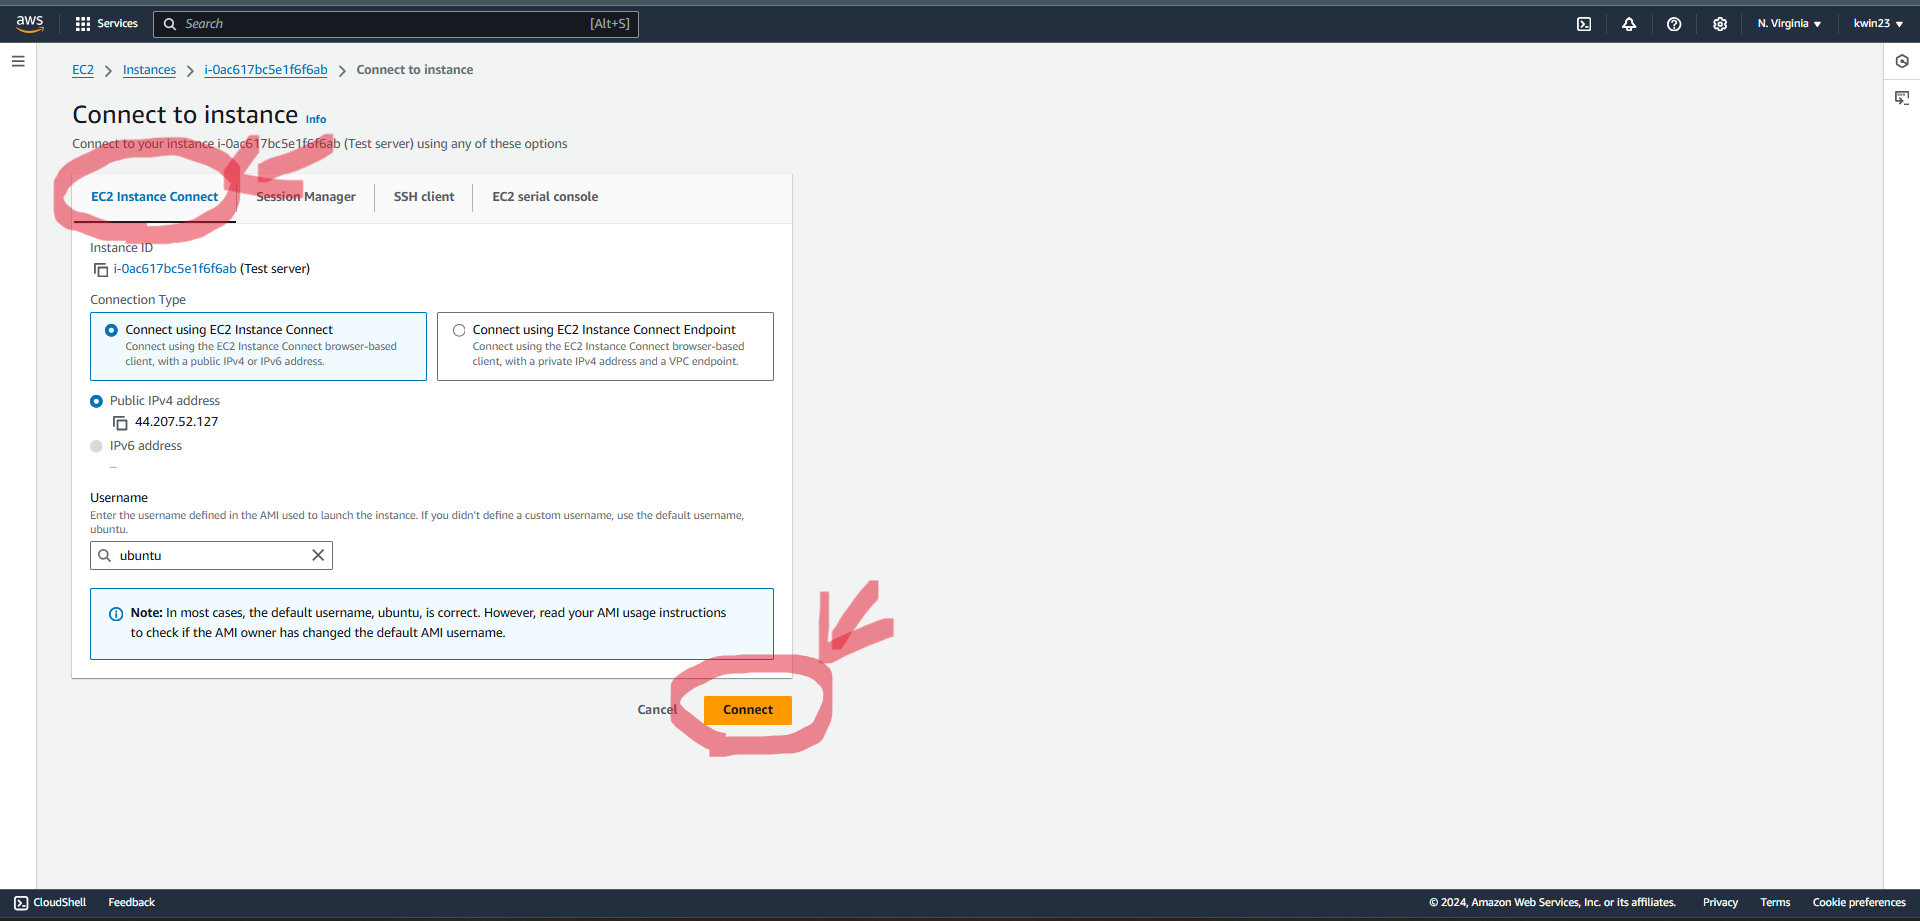 aws
Services
Search
[Alt+S]
N. Virginia
kwin23
EC2
Instances
i-0ac617bc5e1f6f6ab
Connect to instance
Connect to instance Info
Connect to your instance i-0ac617bc5e1f6f6ab (Test server) using any of these options
EC2 Instance Connect
Session Manager
SSH client
EC2 serial console
Instance ID
i-0ac617bc5e1f6f6ab (Test server)
Connection Type
Connect using EC2 Instance Connect
Connect using the EC2 Instance Connect browser-based
client, with a public IPv4 or IPv6 address.
Connect using EC2 Instance Connect Endpoint
Connect using the EC2 Instance Connect browser-based
client, with a private IPv4 address and a VPC endpoint.
Public IPv4 address
44.207.52.127
IPv6 address
–
Username
Enter the username defined in the AMI used to launch the instance. If you didn't define a custom username, use the default username,
ubuntu.
ubuntu
Note: In most cases, the default username, ubuntu, is correct. However, read your AMI usage instructions
to check if the AMI owner has changed the default AMI username.
Cancel
Connect
CloudShell
Feedback
© 2024, Amazon Web Services, Inc. or its affiliates.
Privacy
Terms
Cookie preferences